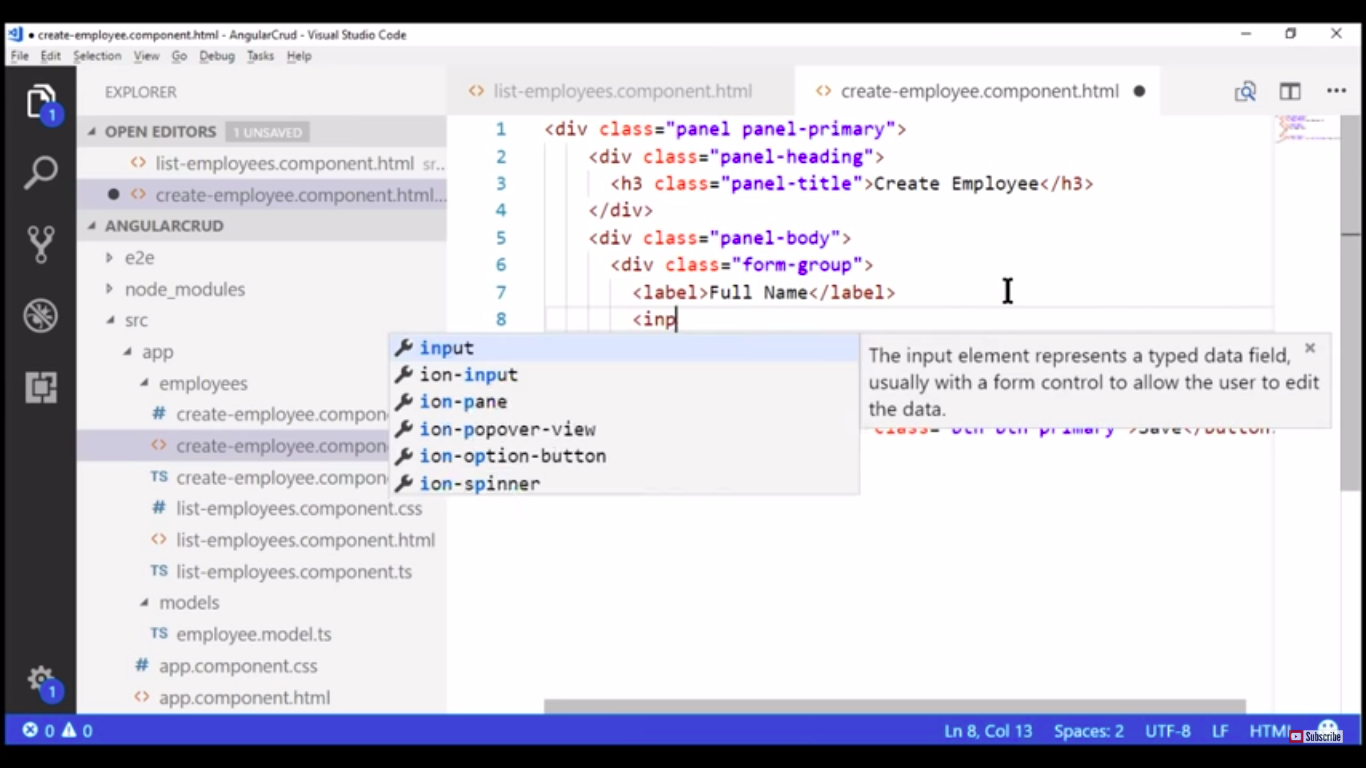 create-employee.component.html - AngularCrud - Visual Studio Code
File Edit Selection View Go Debug Tasks Help
EXPLORER
OPEN EDITORS 1 UNSAVED
list-employees.component.html sr...
create-employee.component.html...
ANGULARCRUD
e2e
node_modules
src
app
employees
# create-employee.compon
<> create-employee.compon
TS create-employee.compon
# list-employees.css
<> list-employees.component.html
TS list-employees.component.ts
models
TS employee.model.ts
# app.component.css
<> app.component.html
1
1
<> list-employees.component.html
<> create-employee.component.html
1 <div class="panel panel-primary">
2 <div class="panel-heading">
3 <h3 class="panel-title">Create Employee</h3>
4 </div>
5 <div class="panel-body">
6 <div class="form-group">
7 <label>Full Name</label>
8 <inp
input
ion-input
ion-pane
ion-popover-view
ion-option-button
ion-spinner
The input element represents a typed data field,
usually with a form control to allow the user to edit
the data.
class="btn btn-primary">Save</button>
0 0
Ln 8, Col 13 Spaces: 2 UTF-8 LF HTML
Subscribe